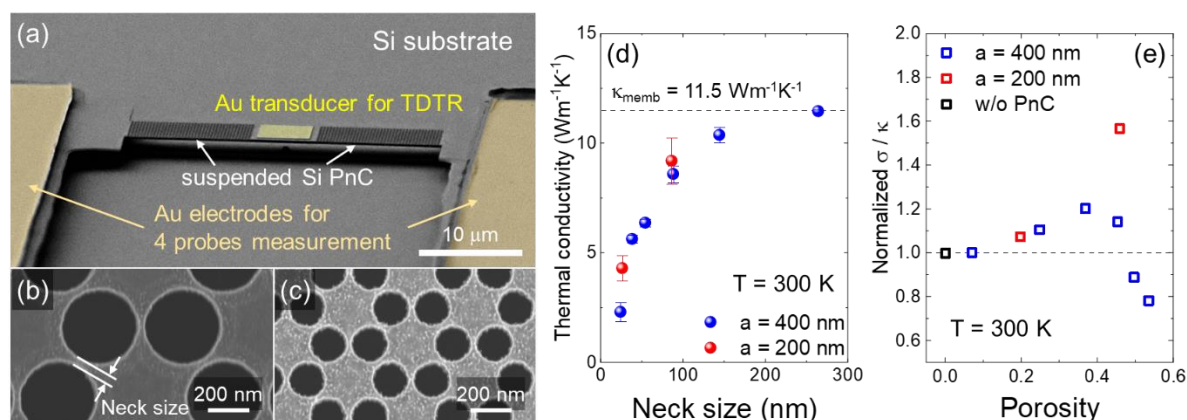 (a)
Si substrate
Au transducer for TDTR
suspended Si PnC
Au electrodes for
4 probes measurement
10 μm
(b)
Neck size
200 nm
(c)
200 nm
(d)
Thermal conductivity (Wm⁻¹K⁻¹)
15
10
5
0
κmemb = 11.5 Wm⁻¹K⁻¹
T = 300 K
a = 400 nm
a = 200 nm
0 100 200 300
Neck size (nm)
(e)
Normalized σ / κ
2.0
1.8
1.6
1.4
1.2
1.0
0.8
0.6
a = 400 nm
a = 200 nm
w/o PnC
T = 300 K
0.0 0.2 0.4 0.6
Porosity